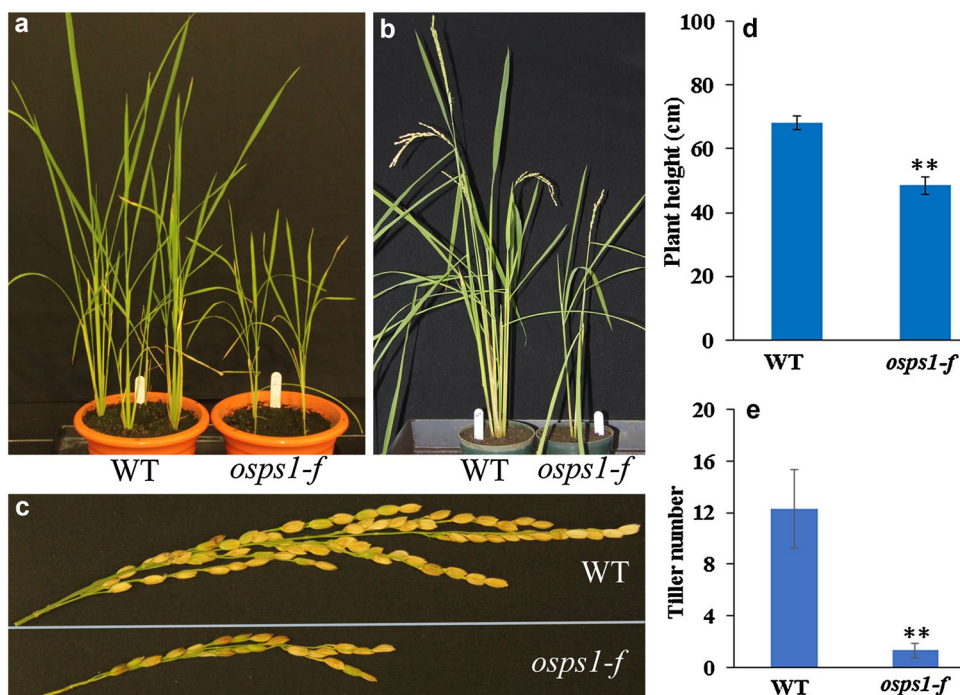 a
WT
osps1-f
b
WT
osps1-f
c
WT
osps1-f
d
Plant height (cm)
100
80
60
40
20
0
**
WT
osps1-f
e
Tiller number
20
16
12
8
4
0
**
WT
osps1-f